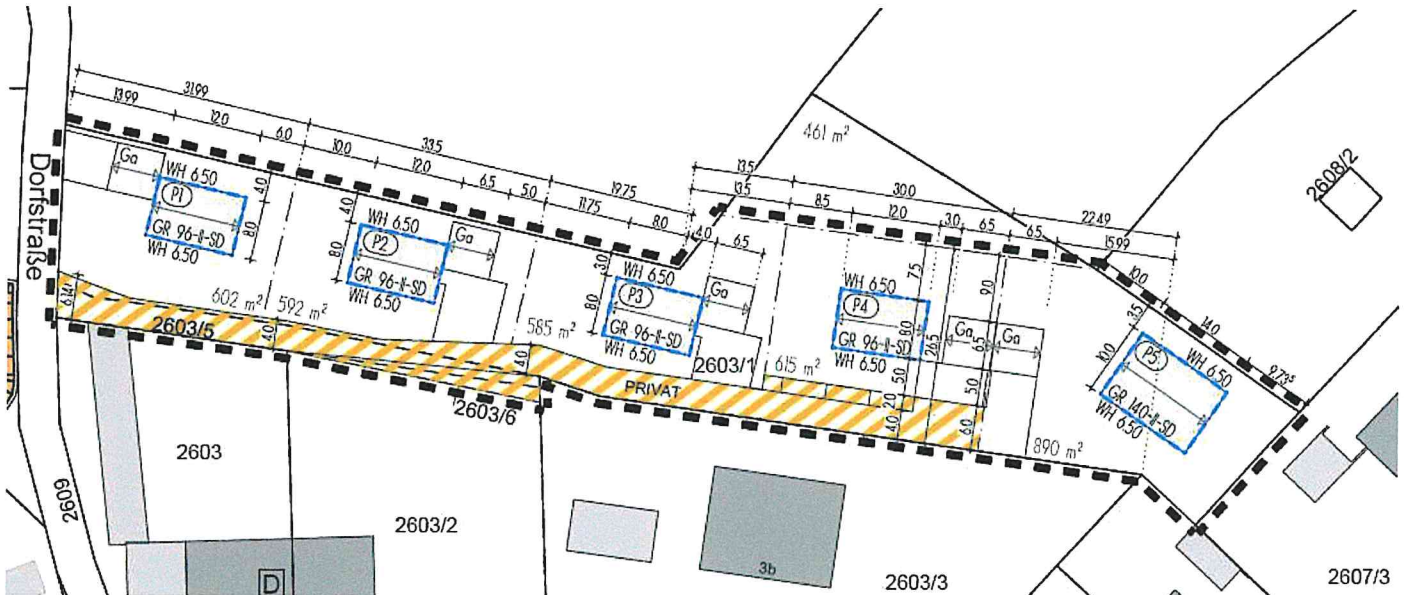 461 m²
2608/2
31.99
13.99
12.0
6.0
33.5
10.0
12.0
6.5
5.0
19.75
11.75
8.0
4.0
6.5
13.5
13.5
30.0
8.5
12.0
3.0
6.5
6.5
22.49
15.99
10.0
14.0
9.73⁵
Dorfstraße
Ga
WH 6.50
P1
GR 96-II-SD
WH 6.50
4.0
8.0
4.0
8.0
WH 6.50
P2
GR 96-II-SD
WH 6.50
Ga
3.0
8.0
WH 6.50
P3
GR 96-II-SD
WH 6.50
Ga
WH 6.50
P4
GR 96-II-SD
WH 6.50
7.5
8.0
26.5
5.0
2.0
4.0
Ga
Ga
9.0
6.5
5.0
6.0
3.5
10.0
WH 6.50
P5
GR 140-II-SD
WH 6.50
602 m²
592 m²
585 m²
615 m²
890 m²
2603/5
4.0
4.0
2603/1
PRIVAT
2603/6
2603
2609
2603/2
D
3b
2603/3
2607/3